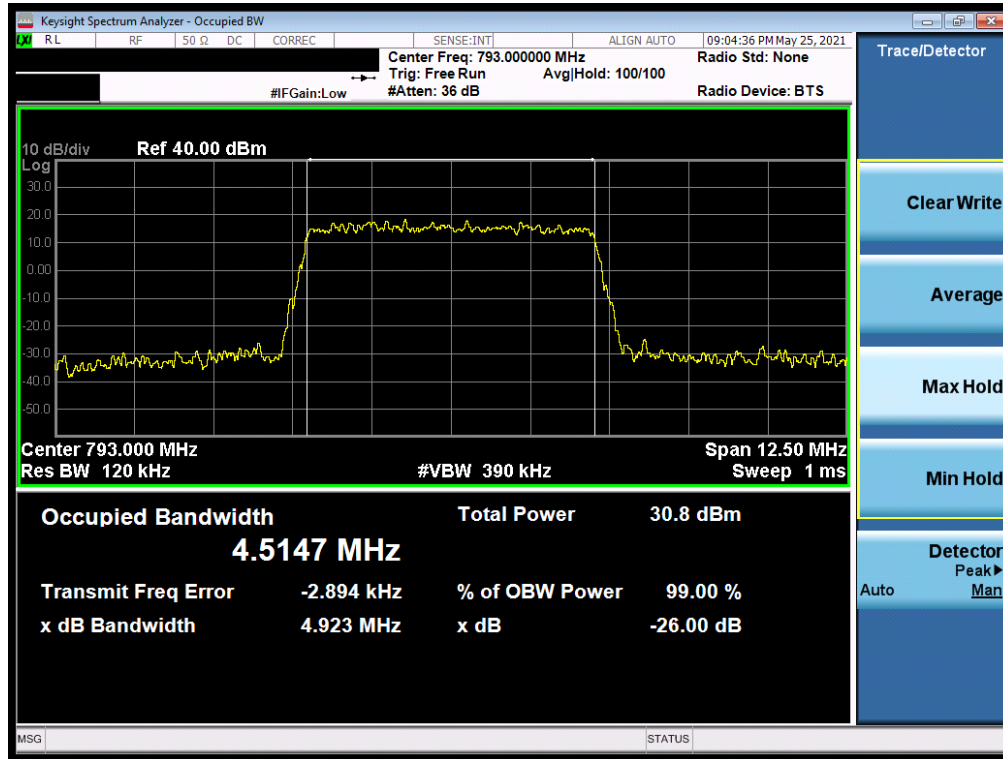 Keysight Spectrum Analyzer - Occupied BW
LXI RL RF 50 Ω DC CORREC SENSE:INT ALIGN AUTO 09:04:36 PM May 25, 2021
Center Freq: 793.000000 MHz Radio Std: None
Trig: Free Run Avg|Hold: 100/100
#IFGain:Low #Atten: 36 dB Radio Device: BTS
10 dB/div Ref 40.00 dBm
Log
30.0
20.0
10.0
0.00
-10.0
-20.0
-30.0
-40.0
-50.0
Center 793.000 MHz Span 12.50 MHz
Res BW 120 kHz #VBW 390 kHz Sweep 1 ms
Occupied Bandwidth Total Power 30.8 dBm
4.5147 MHz
Transmit Freq Error -2.894 kHz % of OBW Power 99.00 %
x dB Bandwidth 4.923 MHz x dB -26.00 dB
MSG STATUS
Trace/Detector
Clear Write
Average
Max Hold
Min Hold
Detector
Peak▶
Auto Man